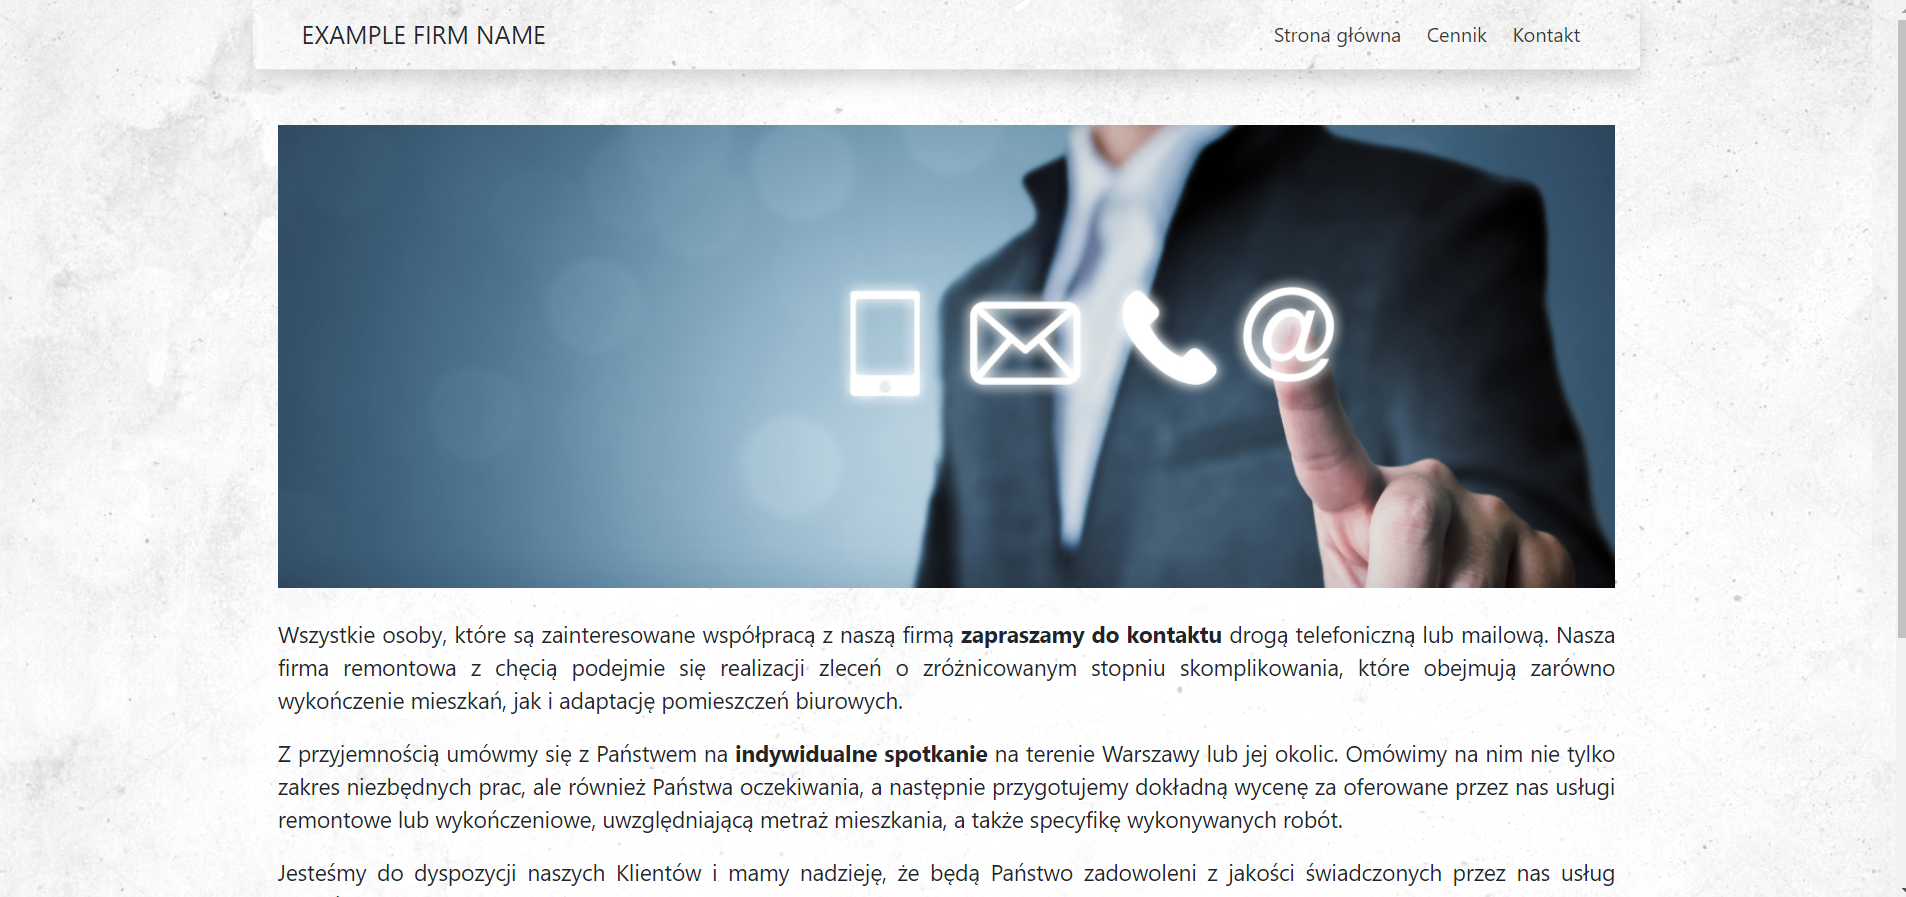 EXAMPLE FIRM NAME
Strona główna Cennik Kontakt
@
Wszystkie osoby, które są zainteresowane współpracą z naszą firmą zapraszamy do kontaktu drogą telefoniczną lub mailową. Nasza
firma remontowa z chęcią podejmie się realizacji zleceń o zróżnicowanym stopniu skomplikowania, które obejmują zarówno
wykończenie mieszkań, jak i adaptację pomieszczeń biurowych.
Z przyjemnością umówmy się z Państwem na indywidualne spotkanie na terenie Warszawy lub jej okolic. Omówimy na nim nie tylko
zakres niezbędnych prac, ale również Państwa oczekiwania, a następnie przygotujemy dokładną wycenę za oferowane przez nas usługi
remontowe lub wykończeniowe, uwzględniającą metraż mieszkania, a także specyfikę wykonywanych robót.
Jesteśmy do dyspozycji naszych Klientów i mamy nadzieję, że będą Państwo zadowoleni z jakości świadczonych przez nas usług